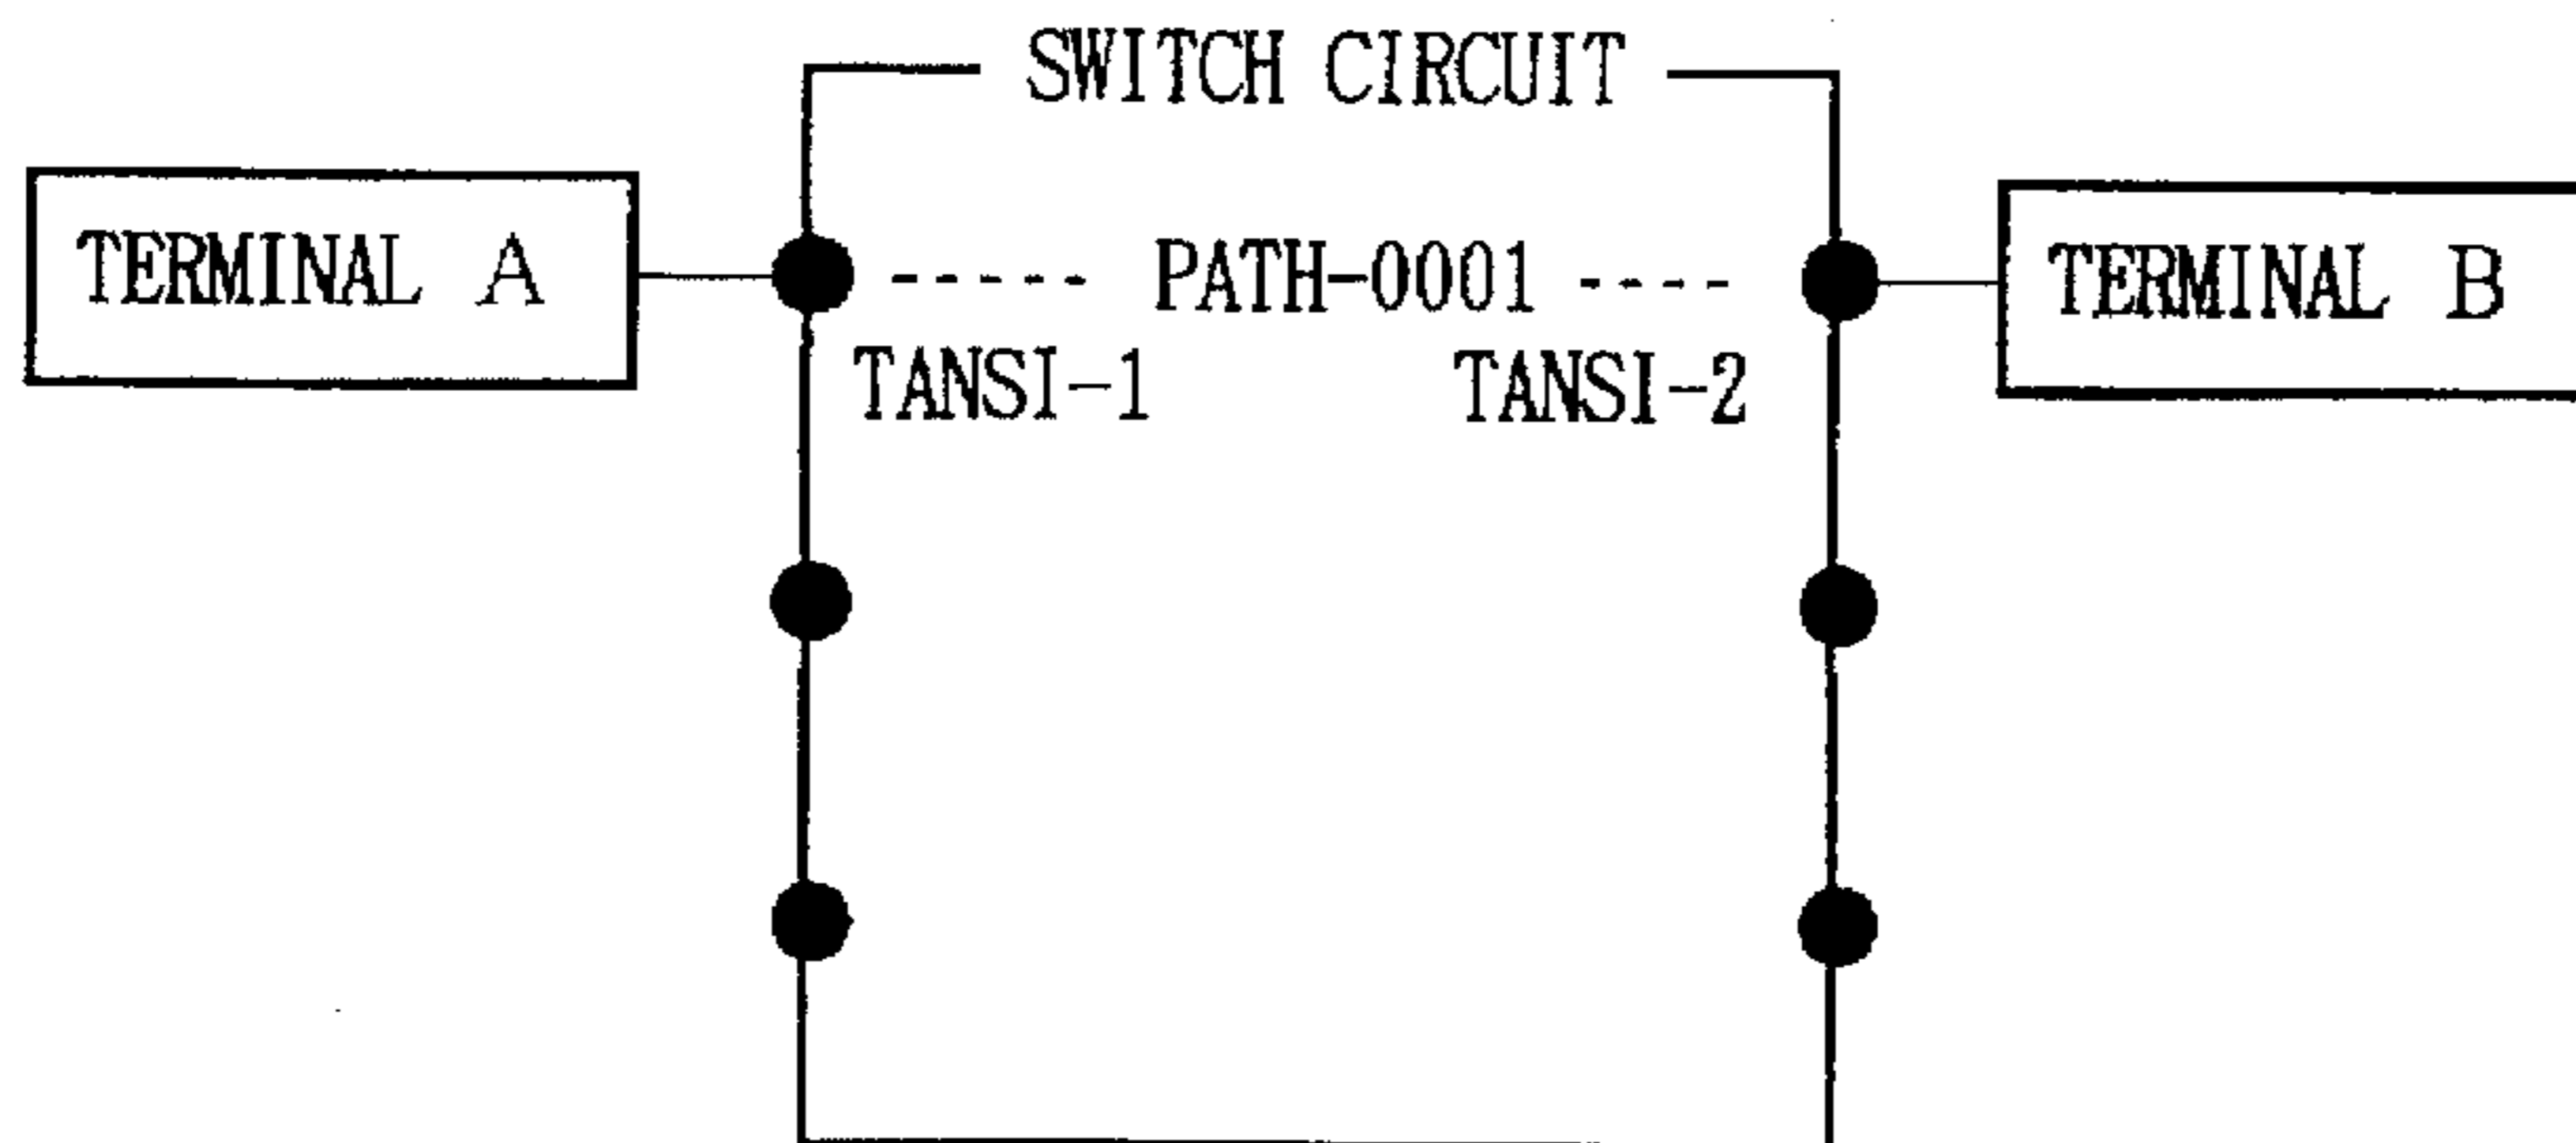 SWITCH CIRCUIT
TERMINAL A
PATH-0001
TERMINAL B
TANSI-1
TANSI-2